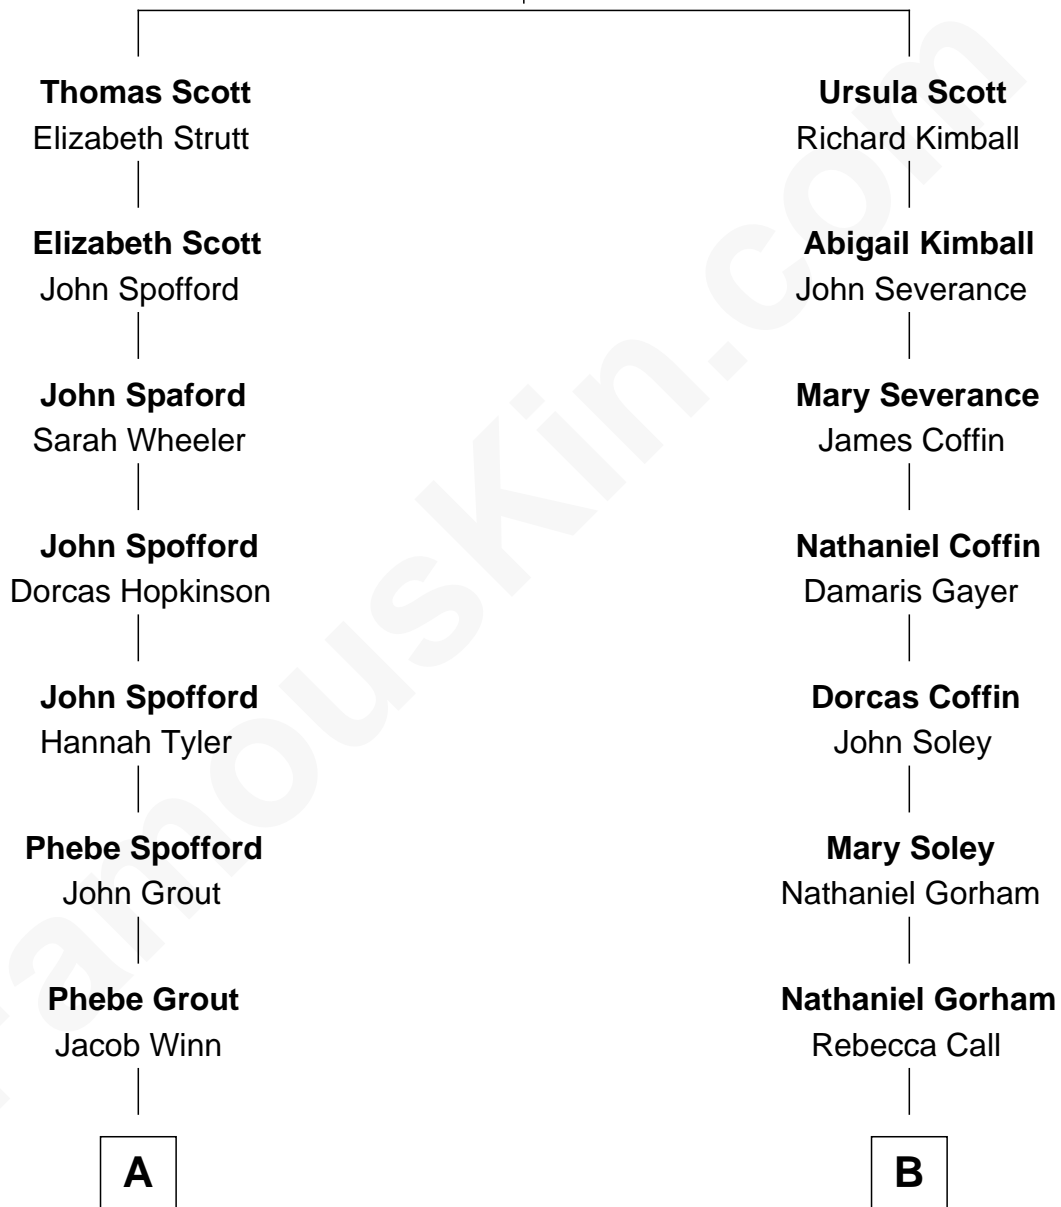 Thomas Scott
Elizabeth Strutt
Elizabeth Scott
John Spofford
John Spaford
Sarah Wheeler
John Spofford
Dorcas Hopkinson
John Spofford
Hannah Tyler
Phebe Spofford
John Grout
Phebe Grout
Jacob Winn
A
Ursula Scott
Richard Kimball
Abigail Kimball
John Severance
Mary Severance
James Coffin
Nathaniel Coffin
Damaris Gayer
Dorcas Coffin
John Soley
Mary Soley
Nathaniel Gorham
Nathaniel Gorham
Rebecca Call
B
FamousKin.com